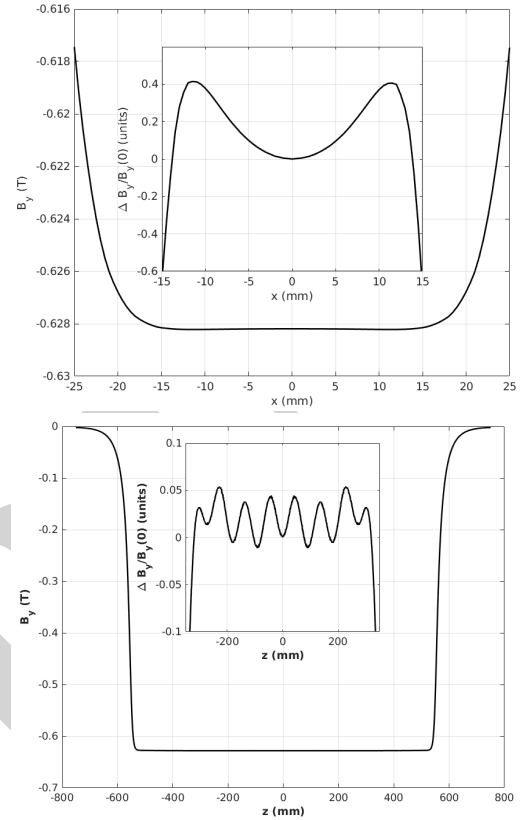 -0.616
-0.618
-0.62
-0.622
-0.624
-0.626
-0.628
-0.63
B_y (T)
-25 -20 -15 -10 -5 0 5 10 15 20 25
x (mm)
0.4
0.2
0
-0.2
-0.4
-0.6
Δ B_y/B_y(0) (units)
-15 -10 -5 0 5 10 15
x (mm)
0
-0.1
-0.2
-0.3
-0.4
-0.5
-0.6
-0.7
B_y (T)
-800 -600 -400 -200 0 200 400 600 800
z (mm)
0.1
0.05
0
-0.05
-0.1
Δ B_y/B_y(0) (units)
-200 0 200
z (mm)